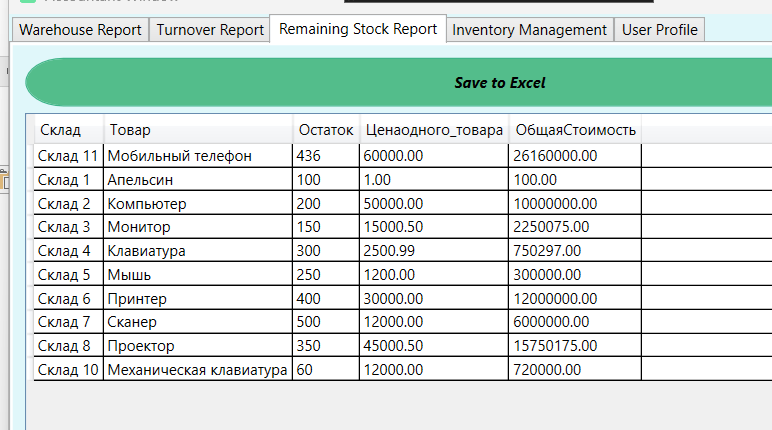 Accountant Window
Warehouse Report Turnover Report Remaining Stock Report Inventory Management User Profile
Save to Excel
Склад Товар Остаток Ценаодного_товара ОбщаяСтоимость
Склад 11 Мобильный телефон 436 60000.00 26160000.00
Склад 1 Апельсин 100 1.00 100.00
Склад 2 Компьютер 200 50000.00 10000000.00
Склад 3 Монитор 150 15000.50 2250075.00
Склад 4 Клавиатура 300 2500.99 750297.00
Склад 5 Мышь 250 1200.00 300000.00
Склад 6 Принтер 400 30000.00 12000000.00
Склад 7 Сканер 500 12000.00 6000000.00
Склад 8 Проектор 350 45000.50 15750175.00
Склад 10 Механическая клавиатура 60 12000.00 720000.00